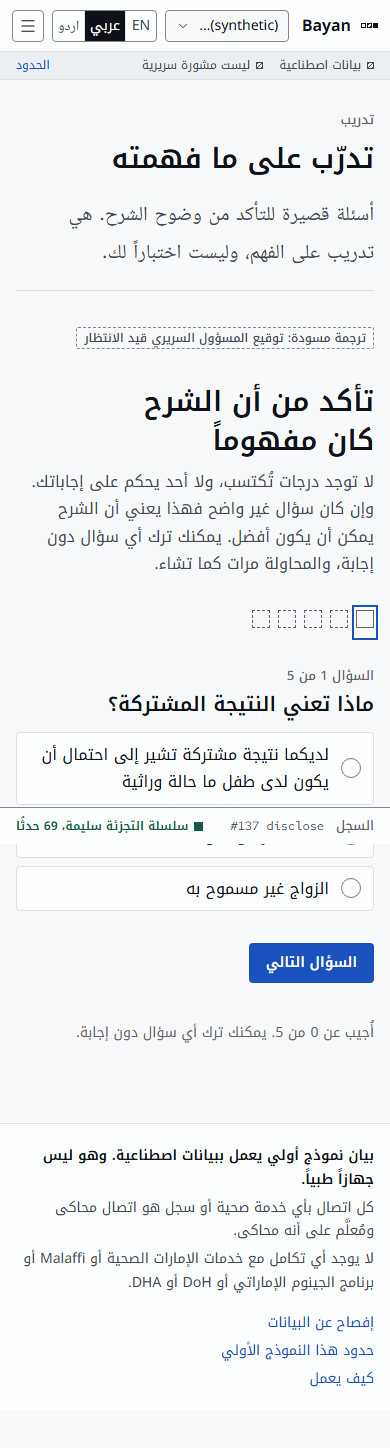 Bayan
(synthetic)...
EN
عربي
اردو
بيانات اصطناعية
ليست مشورة سريرية
الحدود
تدريب
تدرّب على ما فهمته
أسئلة قصيرة للتأكد من وضوح الشرح. هي
تدريب على الفهم، وليست اختباراً لك.
ترجمة مسودة: توقيع المسؤول السريري قيد الانتظار
تأكد من أن الشرح
كان مفهوماً
لا توجد درجات تُكتسب، ولا أحد يحكم على إجاباتك.
وإن كان سؤال غير واضح فهذا يعني أن الشرح
يمكن أن يكون أفضل. يمكنك ترك أي سؤال دون
إجابة، والمحاولة مرات كما تشاء.
السؤال 1 من 5
ماذا تعني النتيجة المشتركة؟
لديكما نتيجة مشتركة تشير إلى احتمال أن
يكون لدى طفل ما حالة وراثية
السجل
#137 disclose
سلسلة التجزئة سليمة، 69 حدثًا
الزواج غير مسموح به
السؤال التالي
أُجيب عن 0 من 5. يمكنك ترك أي سؤال دون إجابة.
بيان نموذج أولي يعمل ببيانات اصطناعية. وهو ليس
جهازاً طبياً.
كل اتصال بأي خدمة صحية أو سجل هو اتصال محاكى
ومُعلَّم على أنه محاكى.
لا يوجد أي تكامل مع خدمات الإمارات الصحية أو Malaffi أو
برنامج الجينوم الإماراتي أو DoH أو DHA.
إفصاح عن البيانات
حدود هذا النموذج الأولي
كيف يعمل